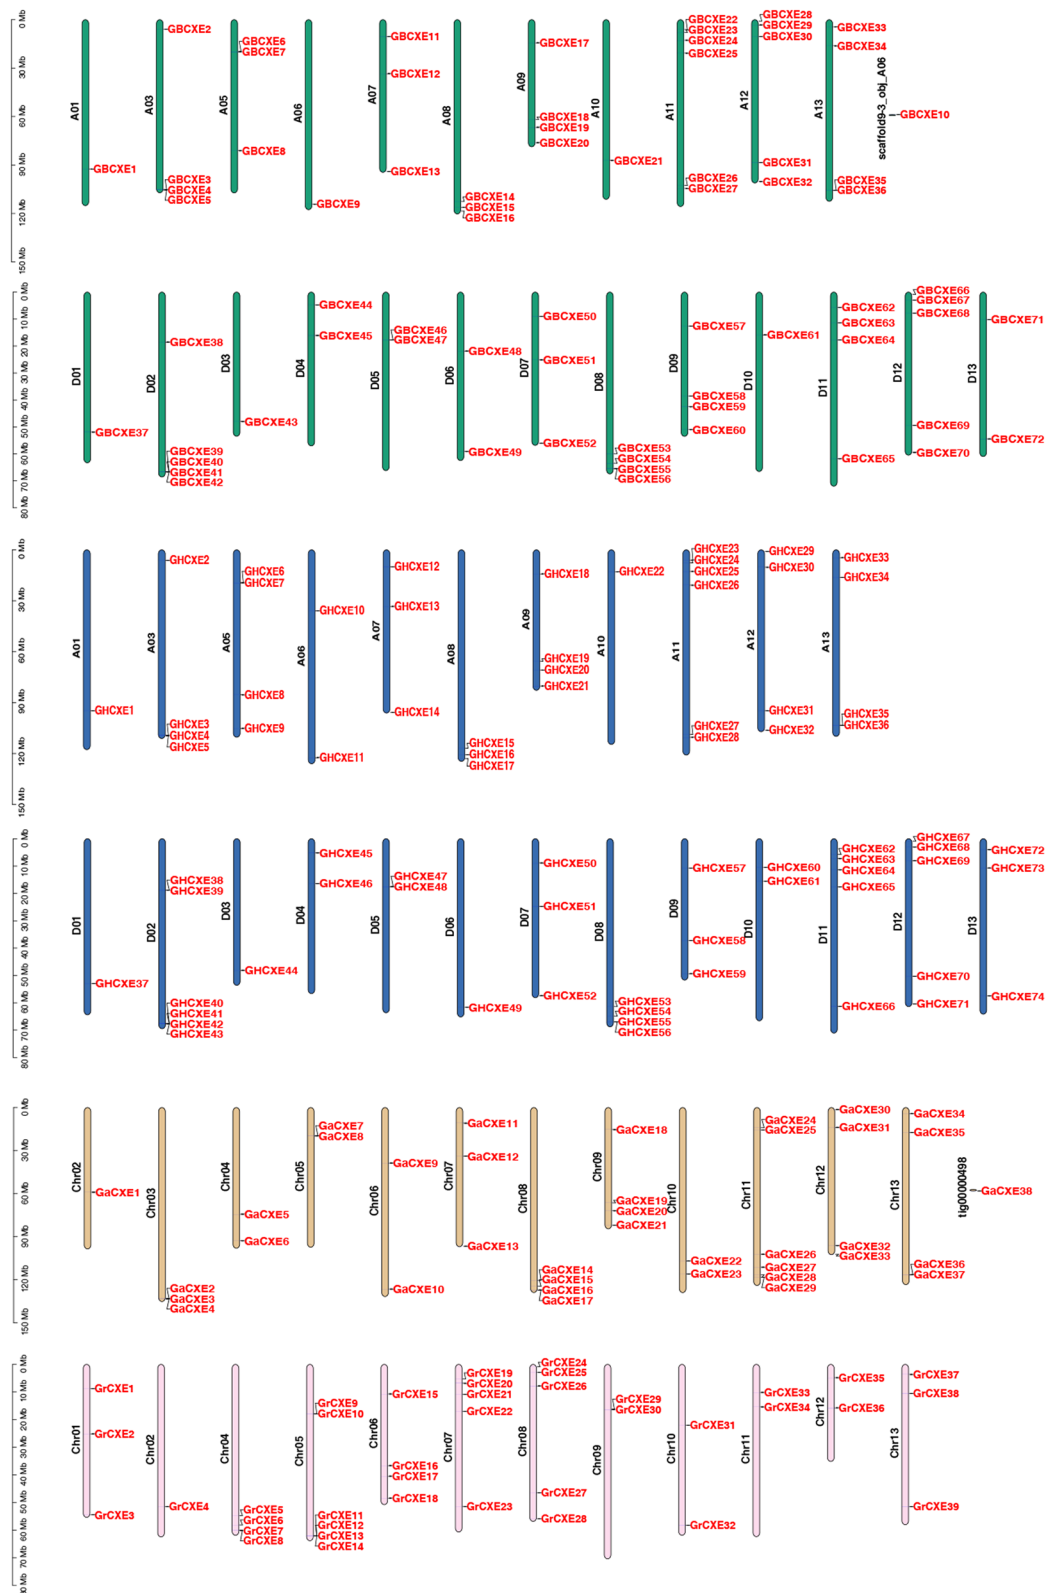 0 Mb
30 Mb
60 Mb
90 Mb
120 Mb
150 Mb
A01
GBCXE1
A03
GBCXE2
GBCXE3
GBCXE4
GBCXE5
A05
GBCXE6
GBCXE7
GBCXE8
A06
GBCXE9
A07
GBCXE11
GBCXE12
GBCXE13
A08
GBCXE14
GBCXE15
GBCXE16
A09
GBCXE17
GBCXE18
GBCXE19
GBCXE20
A10
GBCXE21
A11
GBCXE22
GBCXE23
GBCXE24
GBCXE25
GBCXE26
GBCXE27
A12
GBCXE28
GBCXE29
GBCXE30
GBCXE31
GBCXE32
A13
GBCXE33
GBCXE34
GBCXE35
GBCXE36
scaffold9-3_obj_A06
GBCXE10
0 Mb
10 Mb
20 Mb
30 Mb
40 Mb
50 Mb
60 Mb
70 Mb
80 Mb
D01
GBCXE37
D02
GBCXE38
GBCXE39
GBCXE40
GBCXE41
GBCXE42
D03
GBCXE43
D04
GBCXE44
GBCXE45
D05
GBCXE46
GBCXE47
D06
GBCXE48
GBCXE49
D07
GBCXE50
GBCXE51
GBCXE52
D08
GBCXE53
GBCXE54
GBCXE55
GBCXE56
D09
GBCXE57
GBCXE58
GBCXE59
GBCXE60
D10
GBCXE61
D11
GBCXE62
GBCXE63
GBCXE64
GBCXE65
D12
GBCXE66
GBCXE67
GBCXE68
GBCXE69
GBCXE70
D13
GBCXE71
GBCXE72
0 Mb
30 Mb
60 Mb
90 Mb
120 Mb
150 Mb
A01
GHCXE1
A03
GHCXE2
GHCXE3
GHCXE4
GHCXE5
A05
GHCXE6
GHCXE7
GHCXE8
GHCXE9
A06
GHCXE10
GHCXE11
A07
GHCXE12
GHCXE13
GHCXE14
A08
GHCXE15
GHCXE16
GHCXE17
A09
GHCXE18
GHCXE19
GHCXE20
GHCXE21
A10
GHCXE22
A11
GHCXE23
GHCXE24
GHCXE25
GHCXE26
GHCXE27
GHCXE28
A12
GHCXE29
GHCXE30
GHCXE31
GHCXE32
A13
GHCXE33
GHCXE34
GHCXE35
GHCXE36
0 Mb
10 Mb
20 Mb
30 Mb
40 Mb
50 Mb
60 Mb
70 Mb
80 Mb
D01
GHCXE37
D02
GHCXE38
GHCXE39
GHCXE40
GHCXE41
GHCXE42
GHCXE43
D03
GHCXE44
D04
GHCXE45
GHCXE46
D05
GHCXE47
GHCXE48
D06
GHCXE49
D07
GHCXE50
GHCXE51
GHCXE52
D08
GHCXE53
GHCXE54
GHCXE55
GHCXE56
D09
GHCXE57
GHCXE58
GHCXE59
D10
GHCXE60
GHCXE61
D11
GHCXE62
GHCXE63
GHCXE64
GHCXE65
GHCXE66
D12
GHCXE67
GHCXE68
GHCXE69
GHCXE70
GHCXE71
D13
GHCXE72
GHCXE73
GHCXE74
0 Mb
30 Mb
60 Mb
90 Mb
120 Mb
150 Mb
Chr02
GaCXE1
Chr03
GaCXE2
GaCXE3
GaCXE4
Chr04
GaCXE5
GaCXE6
Chr05
GaCXE7
GaCXE8
Chr06
GaCXE9
GaCXE10
Chr07
GaCXE11
GaCXE12
GaCXE13
Chr08
GaCXE14
GaCXE15
GaCXE16
GaCXE17
Chr09
GaCXE18
GaCXE19
GaCXE20
GaCXE21
Chr10
GaCXE22
GaCXE23
Chr11
GaCXE24
GaCXE25
GaCXE26
GaCXE27
GaCXE28
GaCXE29
Chr12
GaCXE30
GaCXE31
GaCXE32
GaCXE33
Chr13
GaCXE34
GaCXE35
GaCXE36
GaCXE37
tig00000498
GaCXE38
0 Mb
10 Mb
20 Mb
30 Mb
40 Mb
50 Mb
60 Mb
70 Mb
Chr01
GrCXE1
GrCXE2
GrCXE3
Chr02
GrCXE4
Chr04
GrCXE5
GrCXE6
GrCXE7
GrCXE8
Chr05
GrCXE9
GrCXE10
GrCXE11
GrCXE12
GrCXE13
GrCXE14
Chr06
GrCXE15
GrCXE16
GrCXE17
GrCXE18
Chr07
GrCXE19
GrCXE20
GrCXE21
GrCXE22
GrCXE23
Chr08
GrCXE24
GrCXE25
GrCXE26
GrCXE27
GrCXE28
Chr09
GrCXE29
GrCXE30
Chr10
GrCXE31
GrCXE32
Chr11
GrCXE33
GrCXE34
Chr12
GrCXE35
GrCXE36
Chr13
GrCXE37
GrCXE38
GrCXE39